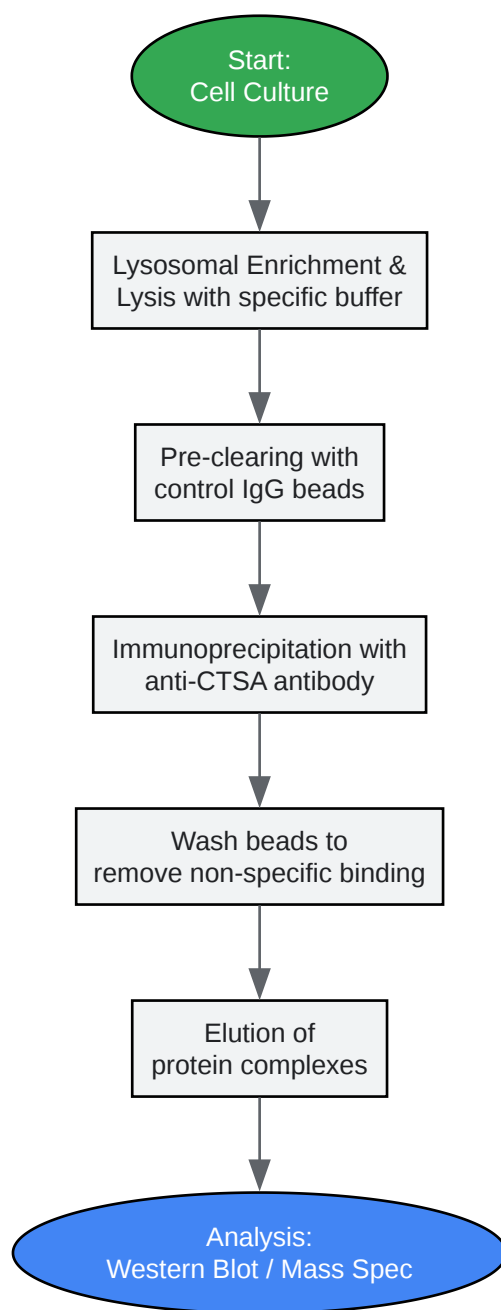 Start:
Cell Culture
Lysosomal Enrichment &
Lysis with specific buffer
Pre-clearing with
control IgG beads
Immunoprecipitation with
anti-CTSA antibody
Wash beads to
remove non-specific binding
Elution of
protein complexes
Analysis:
Western Blot / Mass Spec